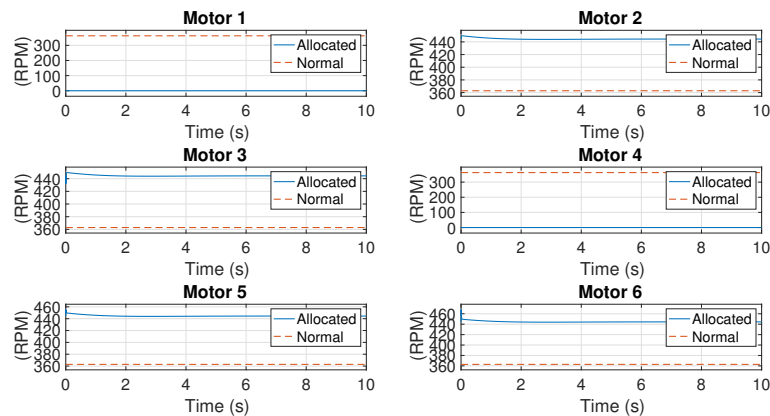 Motor 1
(RPM)
300
200
100
0
Allocated
Normal
0 2 4 6 8 10
Time (s)
Motor 2
(RPM)
440
420
400
380
360
Allocated
Normal
0 2 4 6 8 10
Time (s)
Motor 3
(RPM)
440
420
400
380
360
Allocated
Normal
0 2 4 6 8 10
Time (s)
Motor 4
(RPM)
300
200
100
0
Allocated
Normal
0 2 4 6 8 10
Time (s)
Motor 5
(RPM)
460
440
420
400
380
360
Allocated
Normal
0 2 4 6 8 10
Time (s)
Motor 6
(RPM)
460
440
420
400
380
360
Allocated
Normal
0 2 4 6 8 10
Time (s)